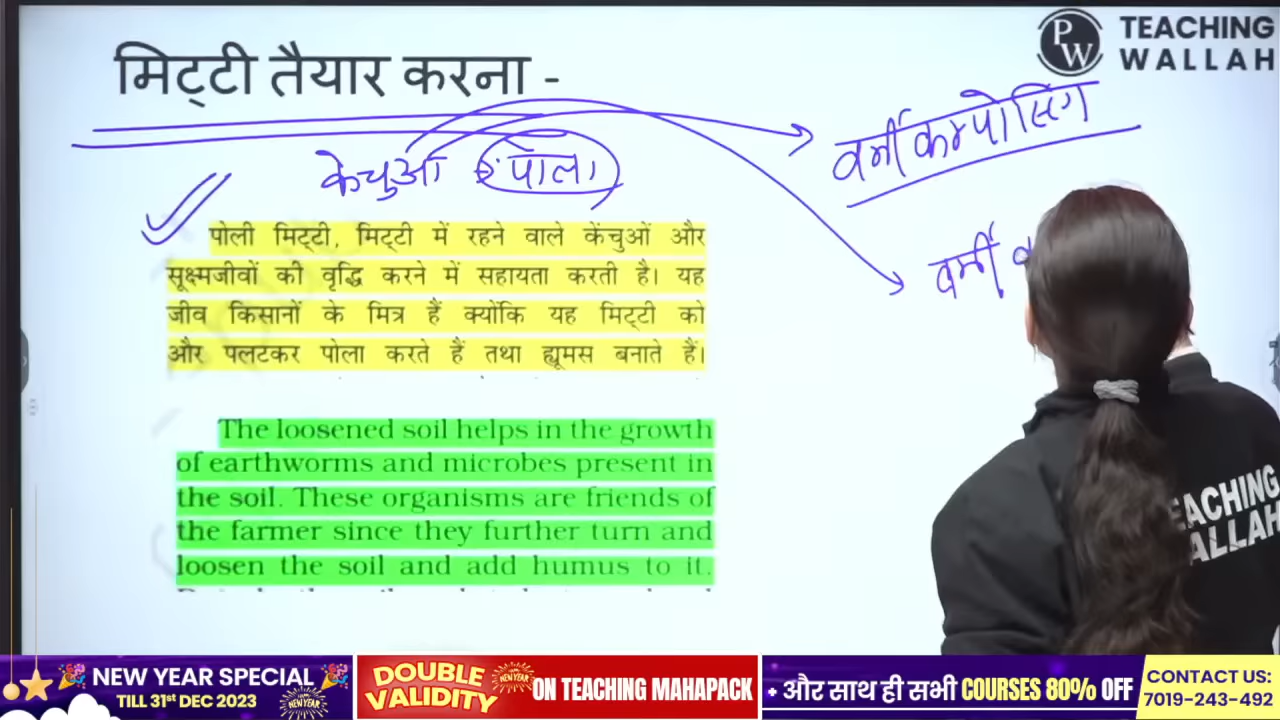 मिट्टी तैयार करना -
TEACHING
WALLAH
PW
वर्मीकम्पोसिंग
केचुआ पोला
पोली मिट्टी, मिट्टी में रहने वाले केंचुओं और
सूक्ष्मजीवों की वृद्धि करने में सहायता करती है। यह
जीव किसानों के मित्र हैं क्योंकि यह मिट्टी को
और पलटकर पोला करते हैं तथा ह्यूमस बनाते हैं।
वर्मी
The loosened soil helps in the growth
of earthworms and microbes present in
the soil. These organisms are friends of
the farmer since they further turn and
loosen the soil and add humus to it.
EACHING
ALLAH
NEW YEAR SPECIAL
TILL 31st DEC 2023
DOUBLE
VALIDITY
ON TEACHING MAHAPACK
+ और साथ ही सभी COURSES 80% OFF
CONTACT US:
7019-243-492